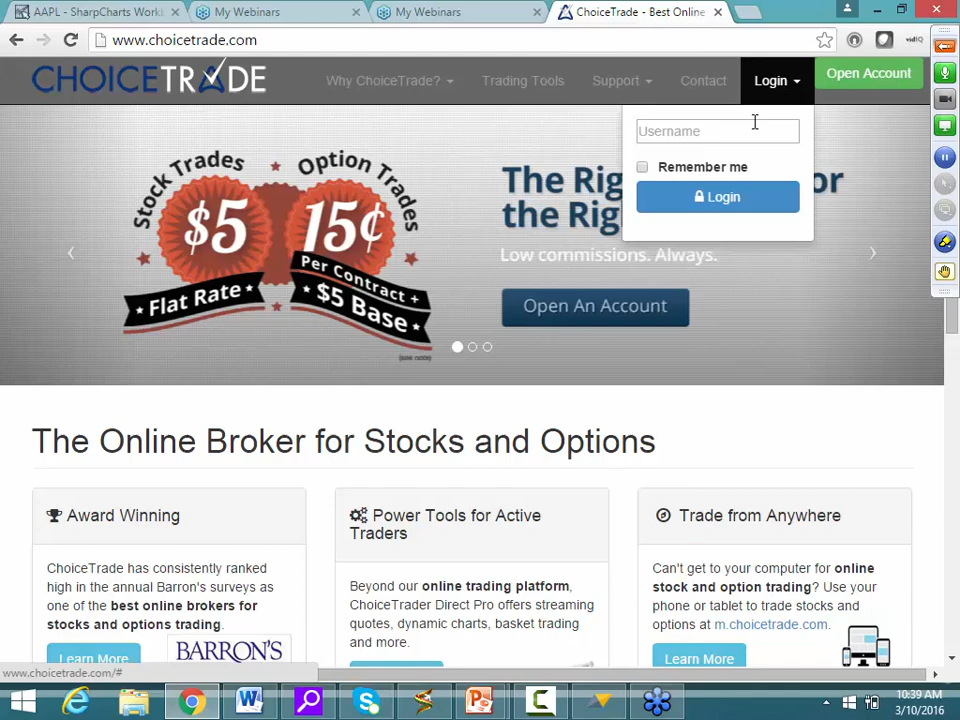 AAPL - SharpCharts Work
My Webinars
My Webinars
ChoiceTrade - Best Online
www.choicetrade.com
vidIQ
CHOICETRADE
Why ChoiceTrade?
Trading Tools
Support
Contact
Login
Open Account
Username
Remember me
Login
Stock Trades
$5
Flat Rate
Option Trades
15¢
Per Contract +
$5 Base
The Rig or
the Rig
Low commissions. Always.
Open An Account
The Online Broker for Stocks and Options
Award Winning
ChoiceTrade has consistently ranked
high in the annual Barron's surveys as
one of the best online brokers for
stocks and options trading.
Learn More
BARRON'S
Power Tools for Active
Traders
Beyond our online trading platform,
ChoiceTrader Direct Pro offers streaming
quotes, dynamic charts, basket trading
and more.
Trade from Anywhere
Can't get to your computer for online
stock and option trading? Use your
phone or tablet to trade stocks and
options at m.choicetrade.com.
Learn More
www.choicetrade.com/#
10:39 AM
3/10/2016